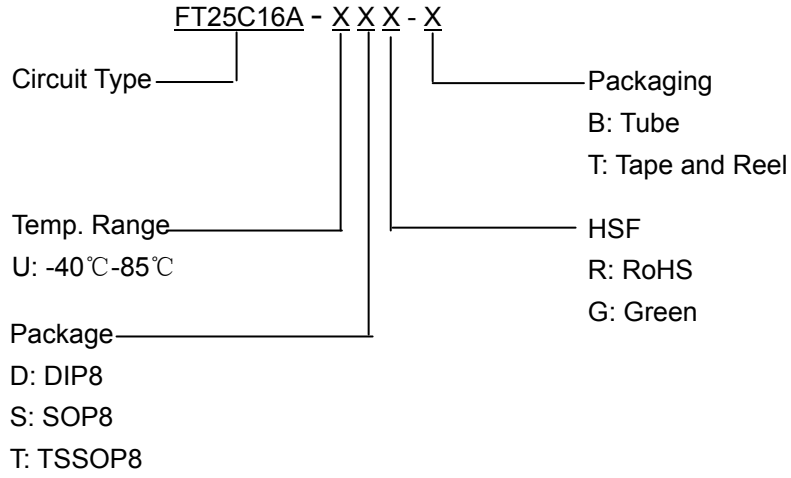 FT25C16A - X X X - X
Circuit Type
Packaging
B: Tube
T: Tape and Reel
Temp. Range
U: -40℃-85℃
HSF
R: RoHS
G: Green
Package
D: DIP8
S: SOP8
T: TSSOP8